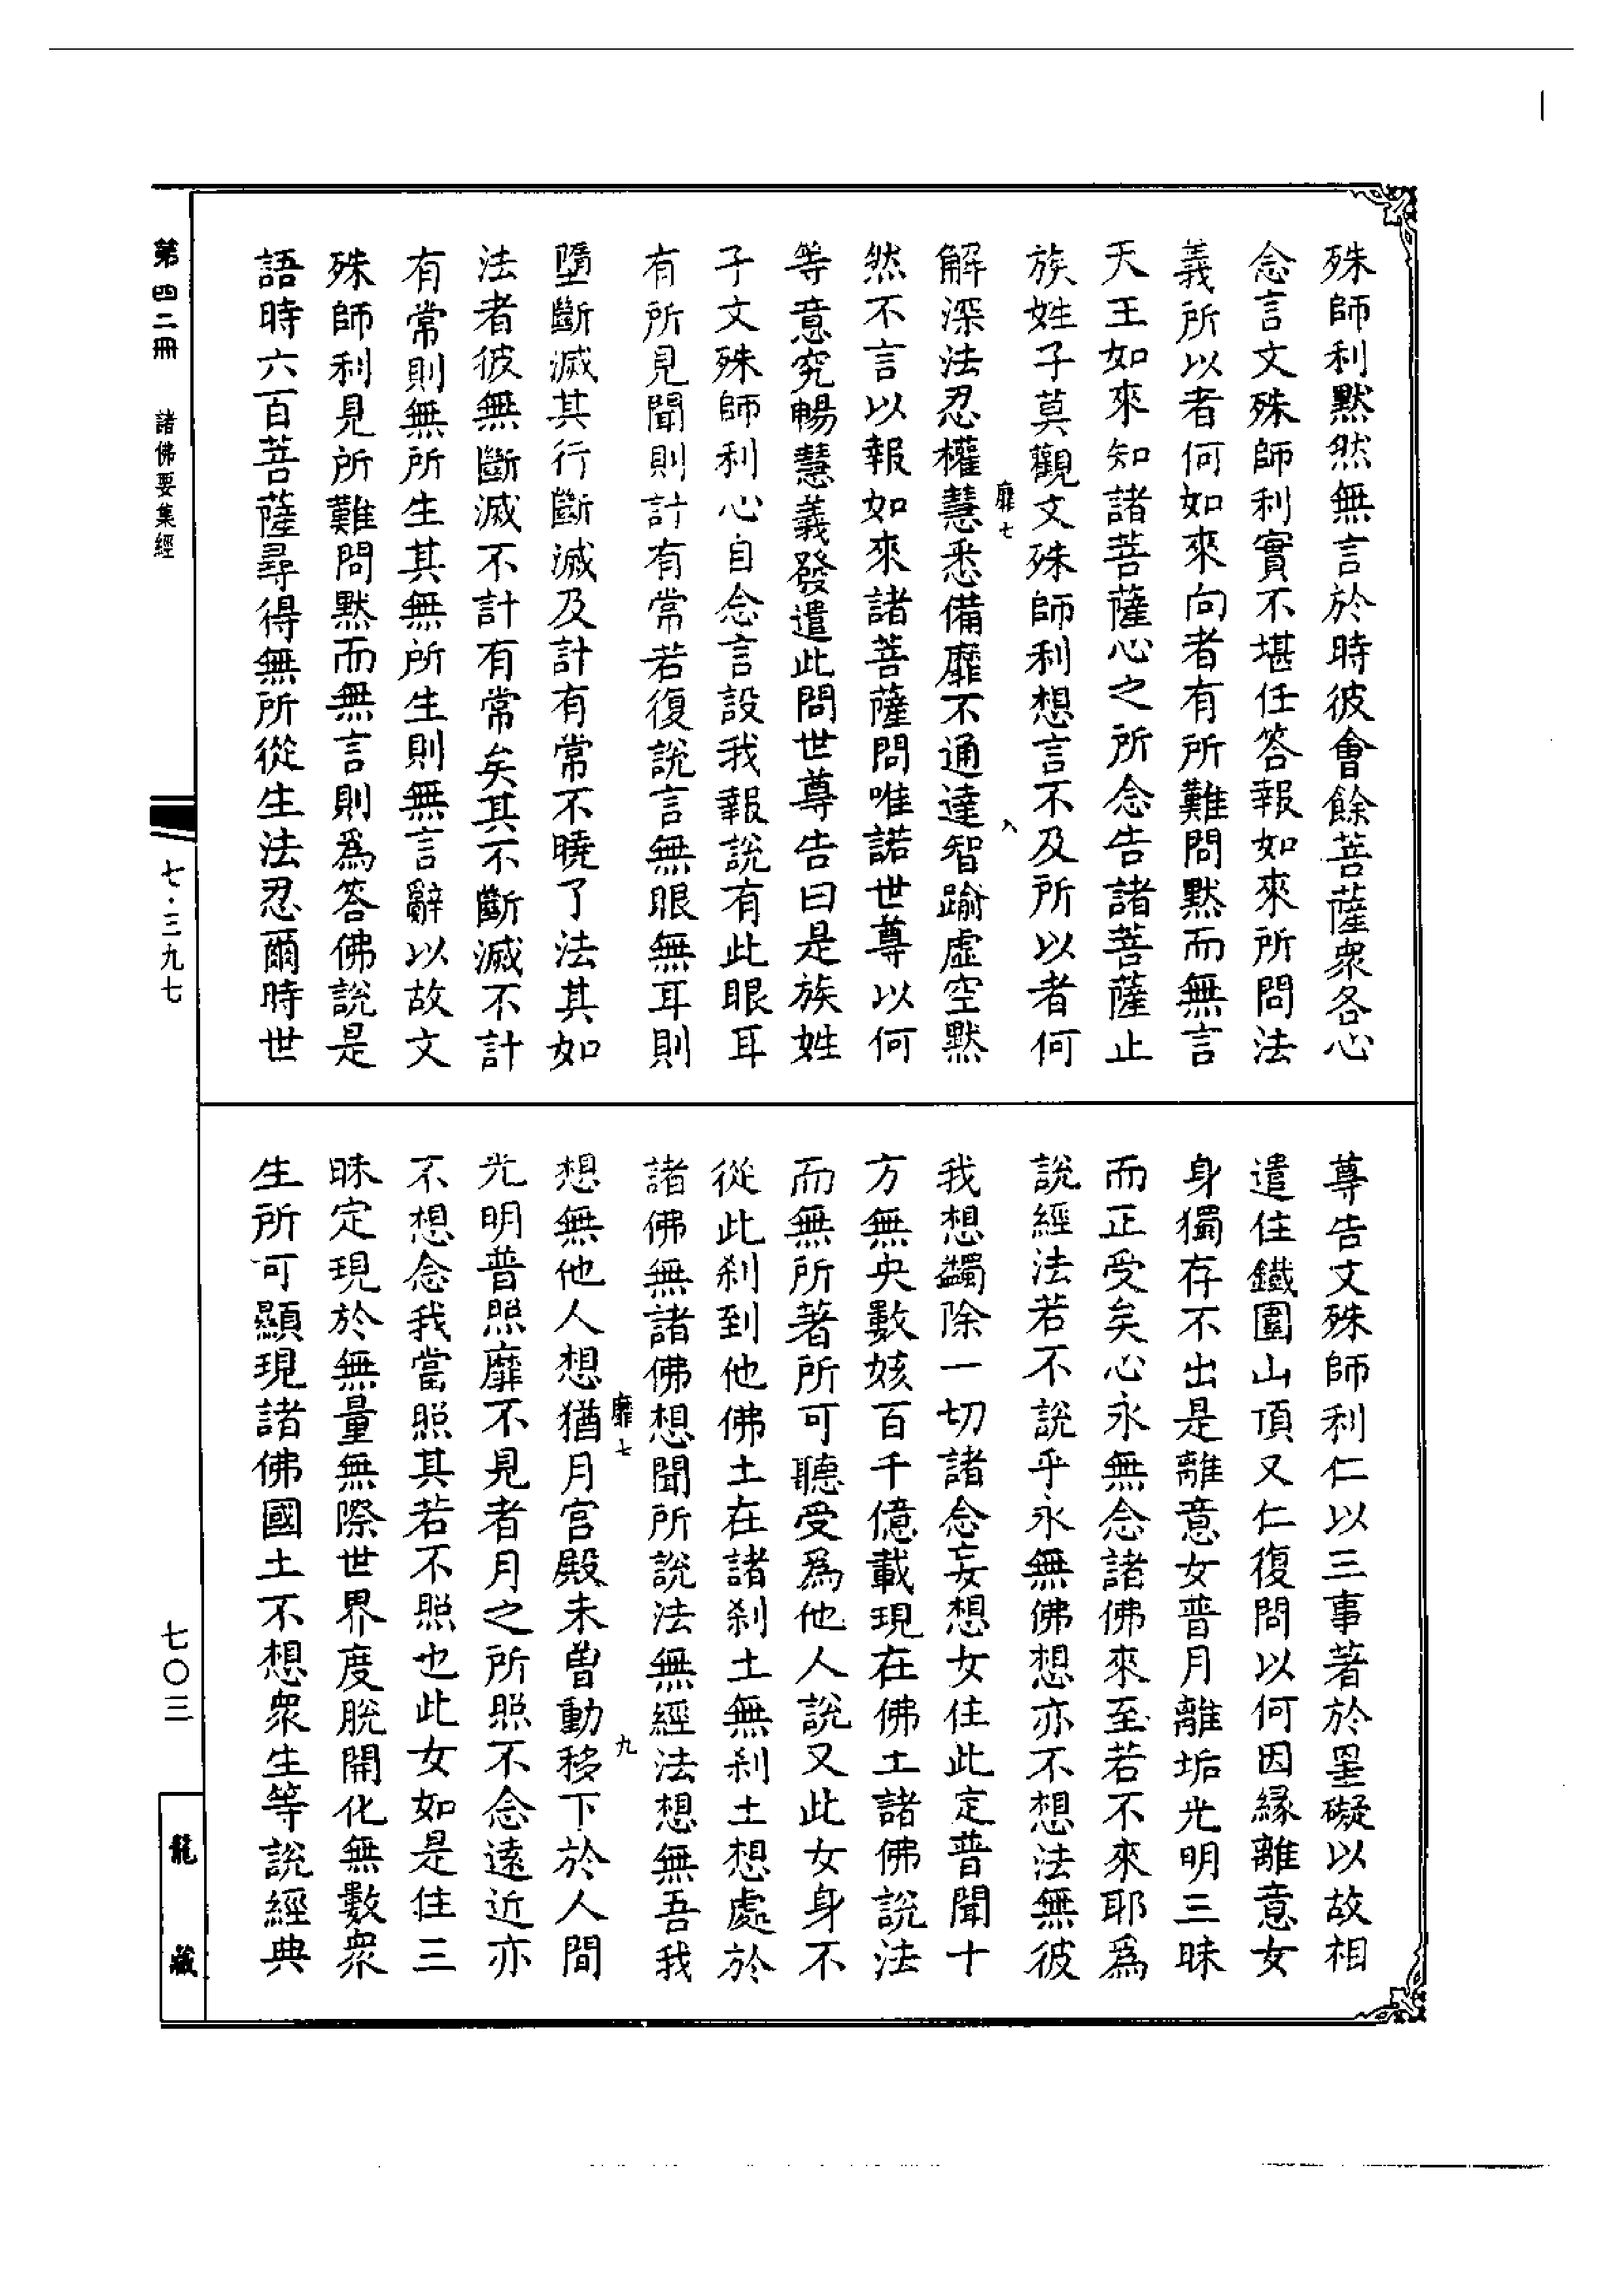 殊師利默然無言於時彼會餘菩薩衆各心
念言文殊師利實不堪任答報如來所問法
義所以者何如來向者有所難問默而無言
天王如來知諸菩薩心之所念告諸菩薩止
族姓子莫觀文殊師利想言不及所以者何
靡七
八
解深法忍權慧悉備靡不通達智踰虛空默
然不言以報如來諸菩薩問唯諾世尊以何
等意究暢慧義發遣此問世尊告曰是族姓
子文殊師利心自念言設我報說有此眼耳
有所見聞則計有常若復說言無眼無耳則
墮斷滅其行斷滅及計有常不曉了法其如
法者彼無斷滅不計有常矣其不斷滅不計
有常則無所生其無所生則無言辭以故文
殊師利見所難問默而無言則爲答佛說是
語時六百菩薩尋得無所從生法忍爾時世
尊告文殊師利仁以三事著於罣礙以故相
遣住鐵圍山頂又仁復問以何因緣離意女
身獨存不出是離意女普月離垢光明三昧
而正受矣心永無念諸佛來至若不來耶爲
說經法若不說乎永無佛想亦不想法無彼
我想蠲除一切諸念妄想女住此定普聞十
方無央數姟百千億載現在佛土諸佛說法
而無所著所可聽受爲他人說又此女身不
從此剎到他佛土在諸剎土無剎土想處於
諸佛無諸佛想聞所說法無經法想無吾我
靡七
九
想無他人想猶月宮殿未曾動移下於人間
光明普照靡不見者月之所照不念遠近亦
不想念我當照其若不照也此女如是住三
昧定現於無量無際世界度脫開化無數衆
生所可顯現諸佛國土不想衆生等說經典
第四二冊 諸佛要集經
七·三九七
七〇三
龍藏